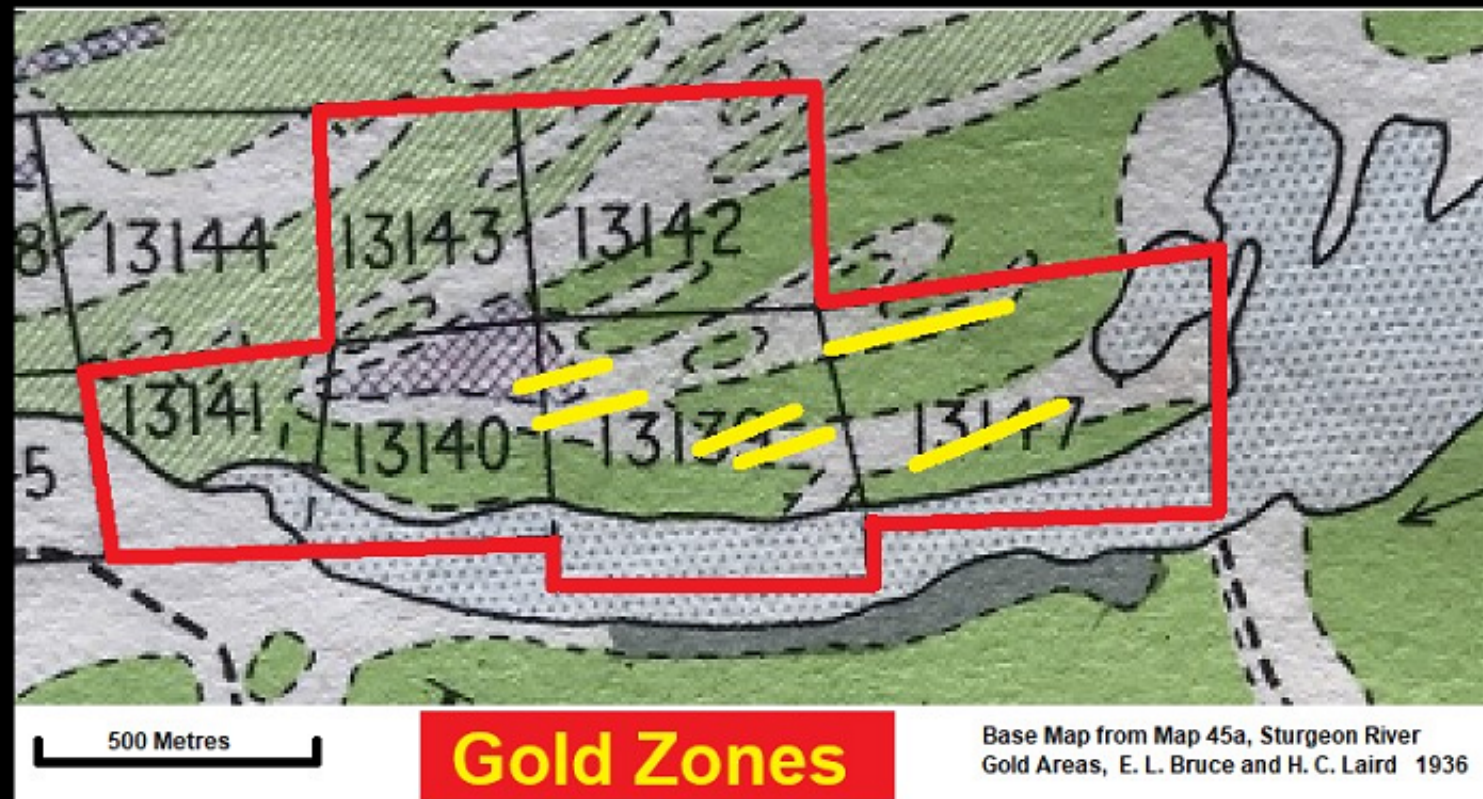 8
13144
13143
13142
13141
13140
13139
13147
5
500 Metres
Gold Zones
Base Map from Map 45a, Sturgeon River
Gold Areas, E. L. Bruce and H. C. Laird 1936